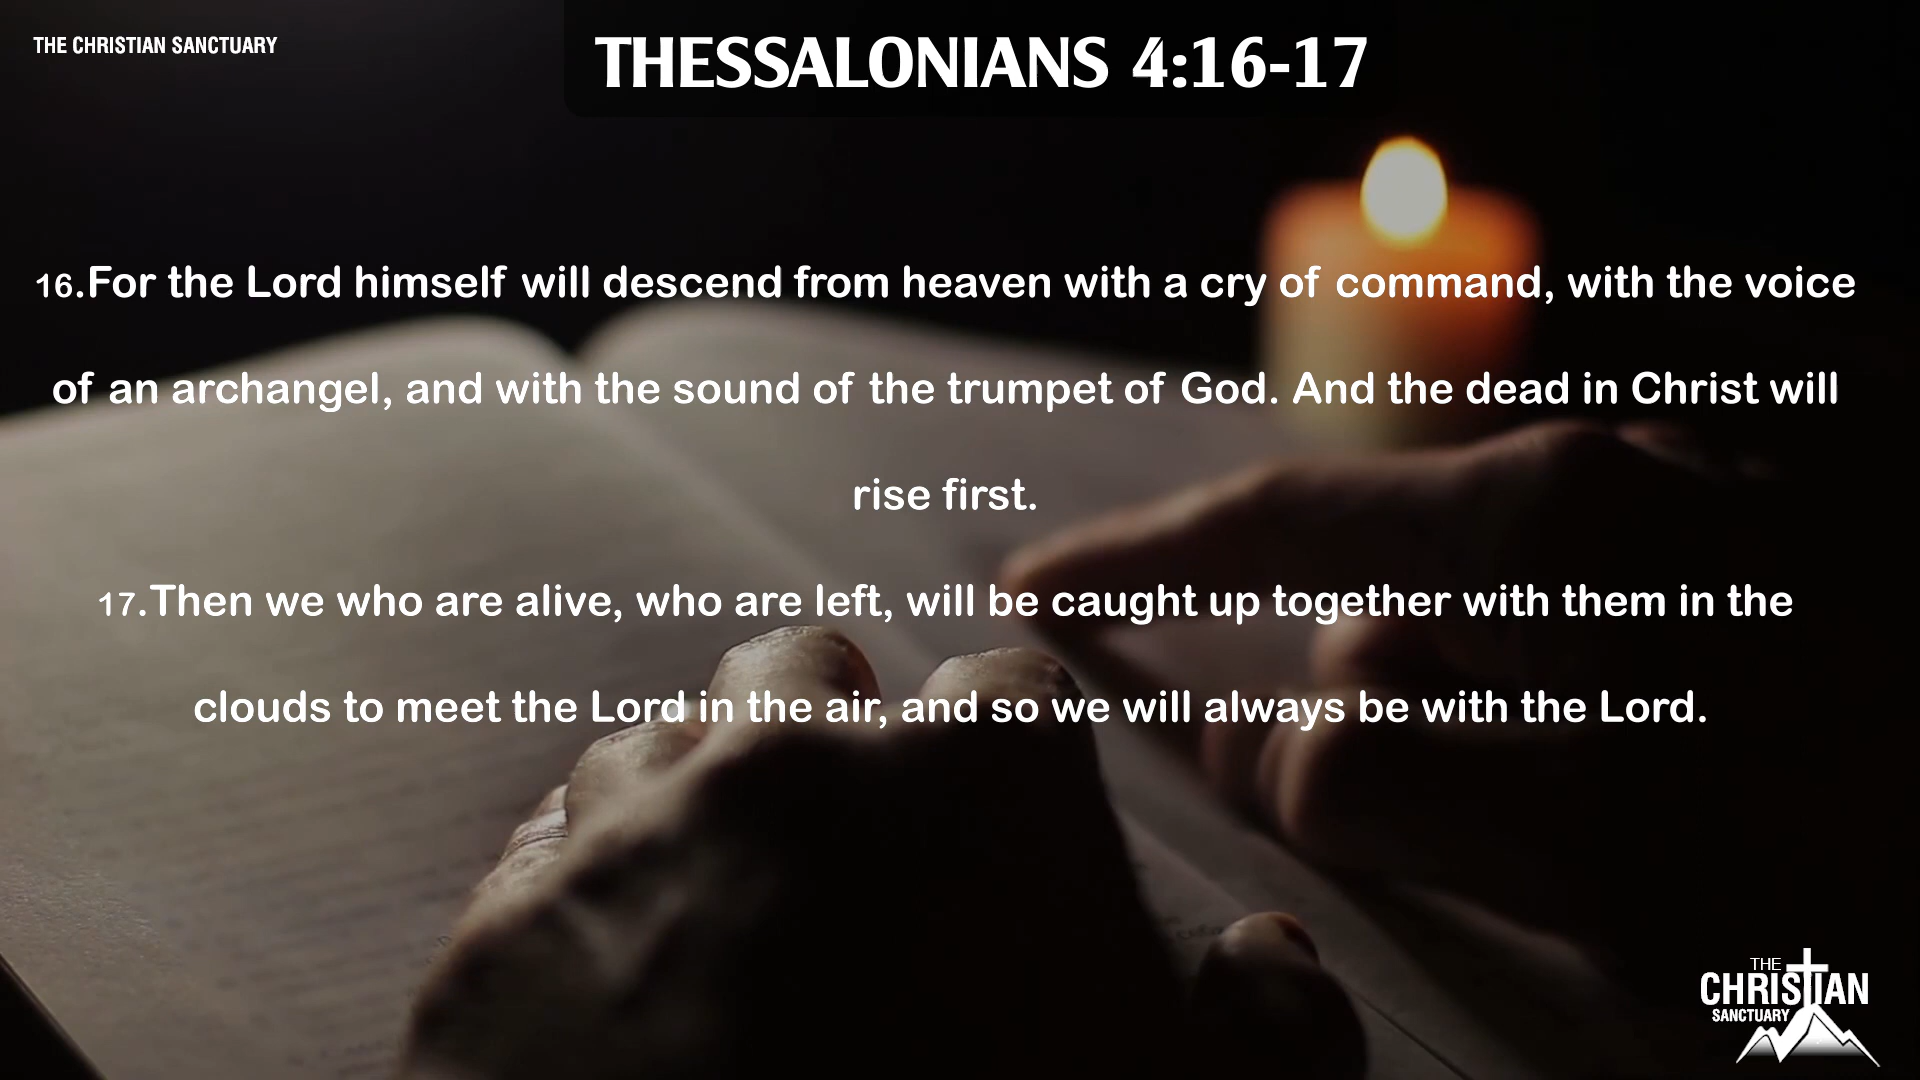 THE CHRISTIAN SANCTUARY
THESSALONIANS 4:16-17
16.For the Lord himself will descend from heaven with a cry of command, with the voice
of an archangel, and with the sound of the trumpet of God. And the dead in Christ will
rise first.
17.Then we who are alive, who are left, will be caught up together with them in the
clouds to meet the Lord in the air, and so we will always be with the Lord.
THE
CHRISTIAN
SANCTUARY